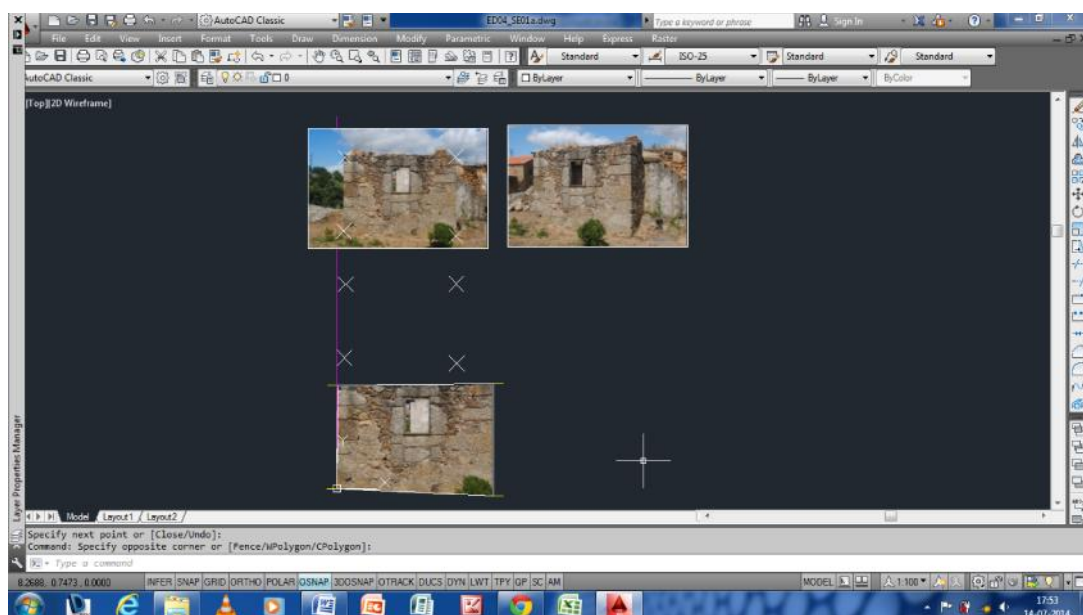 AutoCAD Classic
ED04_SE01a.dwg
Type a keyword or phrase
Sign In
File Edit View Insert Format Tools Draw Dimension Modify Parametric Window Help Express Raster
Standard
ISO-25
Standard
Standard
AutoCAD Classic
0
ByLayer
ByLayer
ByLayer
ByColor
[Top][2D Wireframe]
Y
X
Layer Properties Manager
Model Layout1 Layout2
Specify next point or [Close/Undo]:
Command: Specify opposite corner or [Fence/WPolygon/CPolygon]:
Type a command
8.2688, 0.7473, 0.0000
INFER SNAP GRID ORTHO POLAR OSNAP 3DOSNAP OTRACK DUCS DYN LWT TPY QP SC AM
MODEL
1:100
PT
17:53
14-07-2014